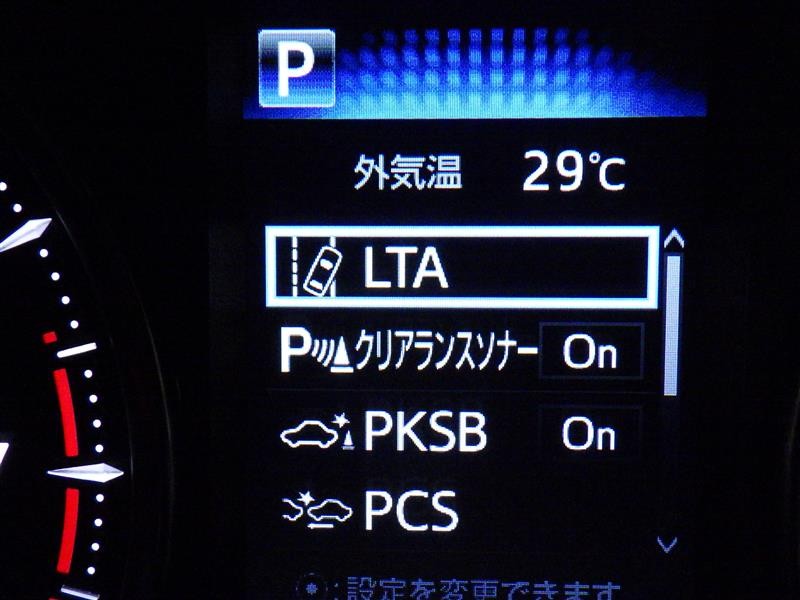 P
外気温 29℃
LTA
P クリアランスソナー On
PKSB On
PCS
:設定を変更できます